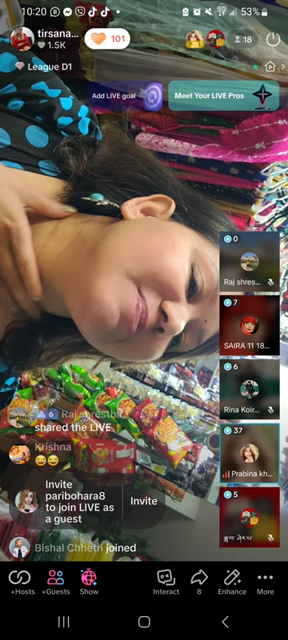 10:20
53%
tirsana...
1.5K
101
18
League D1
Add LIVE goal
Meet Your LIVE Pros
0
Raj shres...
7
SAIRA 11 18...
6
Rina Koir...
37
Prabina kh...
5
6 Raj shrestha
shared the LIVE
Krishna
😂😂
Invite
paribohara8
to join LIVE as
a guest
Invite
Bishal Chhetri joined
+Hosts
+Guests
Show
Interact
8
Enhance
More